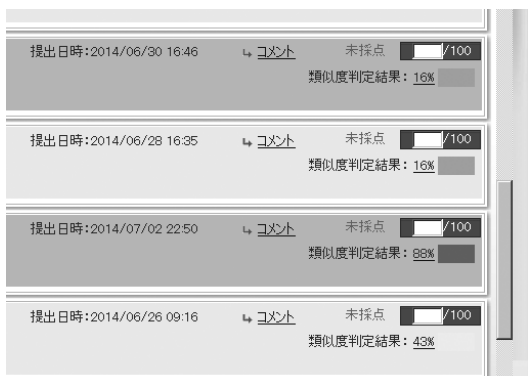 提出日時:2014/06/30 16:46 ↳ コメント 未採点 /100
類似度判定結果: 16%
提出日時:2014/06/28 16:35 ↳ コメント 未採点 /100
類似度判定結果: 16%
提出日時:2014/07/02 22:50 ↳ コメント 未採点 /100
類似度判定結果: 88%
提出日時:2014/06/26 09:16 ↳ コメント 未採点 /100
類似度判定結果: 43%